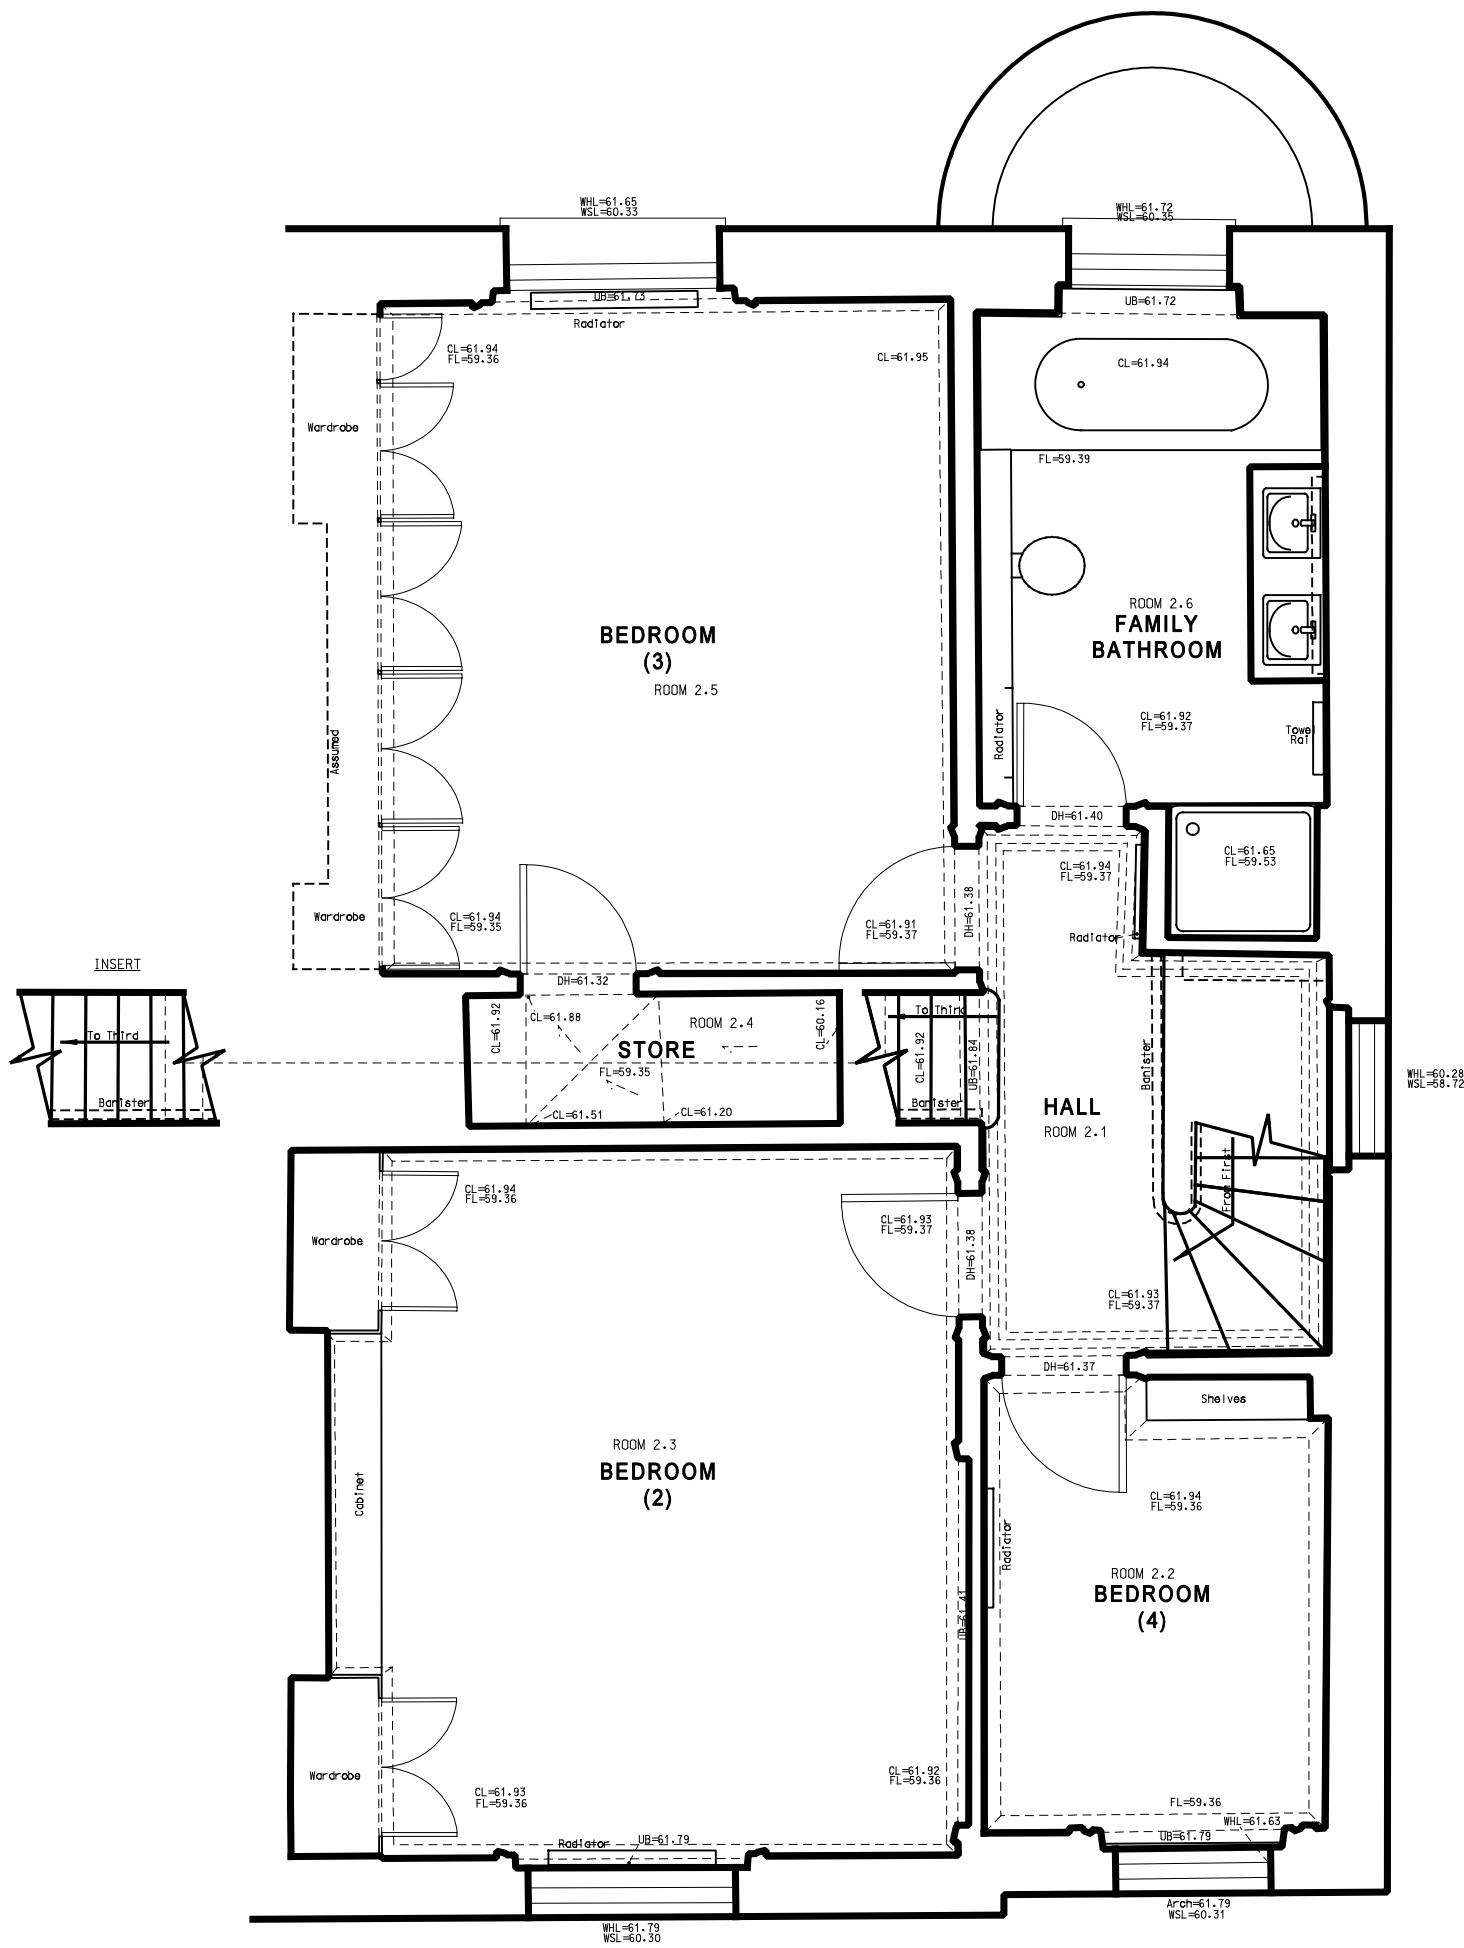 WHL=61.65
WSL=60.33
WHL=61.72
WSL=60.35
UB=61.73
Radiator
UB=61.72
CL=61.94
FL=59.36
CL=61.95
CL=61.94
Wardrobe
FL=59.39
ROOM 2.6
FAMILY
BATHROOM
BEDROOM
(3)
ROOM 2.5
CL=61.92
FL=59.37
Radiator
Towel
Rai
Assumed
DH=61.40
CL=61.94
FL=59.37
CL=61.65
FL=59.53
Wardrobe
CL=61.94
FL=59.35
CL=61.91
FL=59.37
DH=61.38
Radiator
INSERT
DH=61.32
To Third
Banister
CL=61.92
CL=61.88
ROOM 2.4
STORE
FL=59.35
CL=60.16
CL=61.51
CL=61.20
To Third
CL=61.92
UB=61.84
Banister
HALL
ROOM 2.1
Banister
From First
WHL=60.28
WSL=58.72
CL=61.94
FL=59.36
Wardrobe
CL=61.93
FL=59.37
DH=61.38
CL=61.93
FL=59.37
DH=61.37
Shelves
ROOM 2.3
BEDROOM
(2)
Cabinet
CL=61.94
FL=59.36
Radiator
ROOM 2.2
BEDROOM
(4)
UB=61.41
CL=61.92
FL=59.36
Wardrobe
CL=61.93
FL=59.36
FL=59.36
WHL=61.63
UB=61.79
Radiator
UB=61.79
Arch=61.79
WSL=60.31
WHL=61.79
WSL=60.30